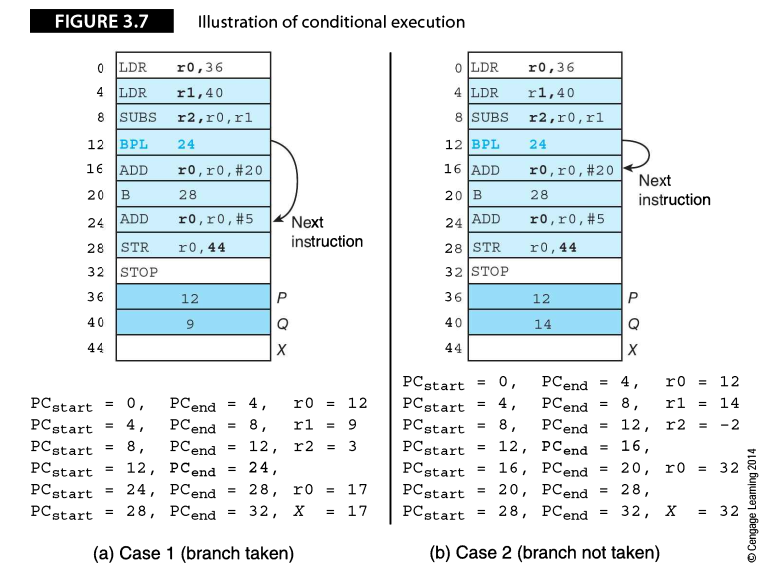 FIGURE 3.7 Illustration of conditional execution
0 LDR r0,36
4 LDR r1,40
8 SUBS r2,r0,r1
12 BPL 24
16 ADD r0,r0,#20
20 B 28
24 ADD r0,r0,#5
28 STR r0,44
32 STOP
36 12 P
40 9 Q
44 X
Next
instruction
PCstart = 0, PCend = 4, r0 = 12
PCstart = 4, PCend = 8, r1 = 9
PCstart = 8, PCend = 12, r2 = 3
PCstart = 12, PCend = 24,
PCstart = 24, PCend = 28, r0 = 17
PCstart = 28, PCend = 32, X = 17
(a) Case 1 (branch taken)
0 LDR r0,36
4 LDR r1,40
8 SUBS r2,r0,r1
12 BPL 24
16 ADD r0,r0,#20
20 B 28
24 ADD r0,r0,#5
28 STR r0,44
32 STOP
36 12 P
40 14 Q
44 X
Next
instruction
PCstart = 0, PCend = 4, r0 = 12
PCstart = 4, PCend = 8, r1 = 14
PCstart = 8, PCend = 12, r2 = -2
PCstart = 12, PCend = 16,
PCstart = 16, PCend = 20, r0 = 32
PCstart = 20, PCend = 28,
PCstart = 28, PCend = 32, X = 32
(b) Case 2 (branch not taken)
© Cengage Learning 2014